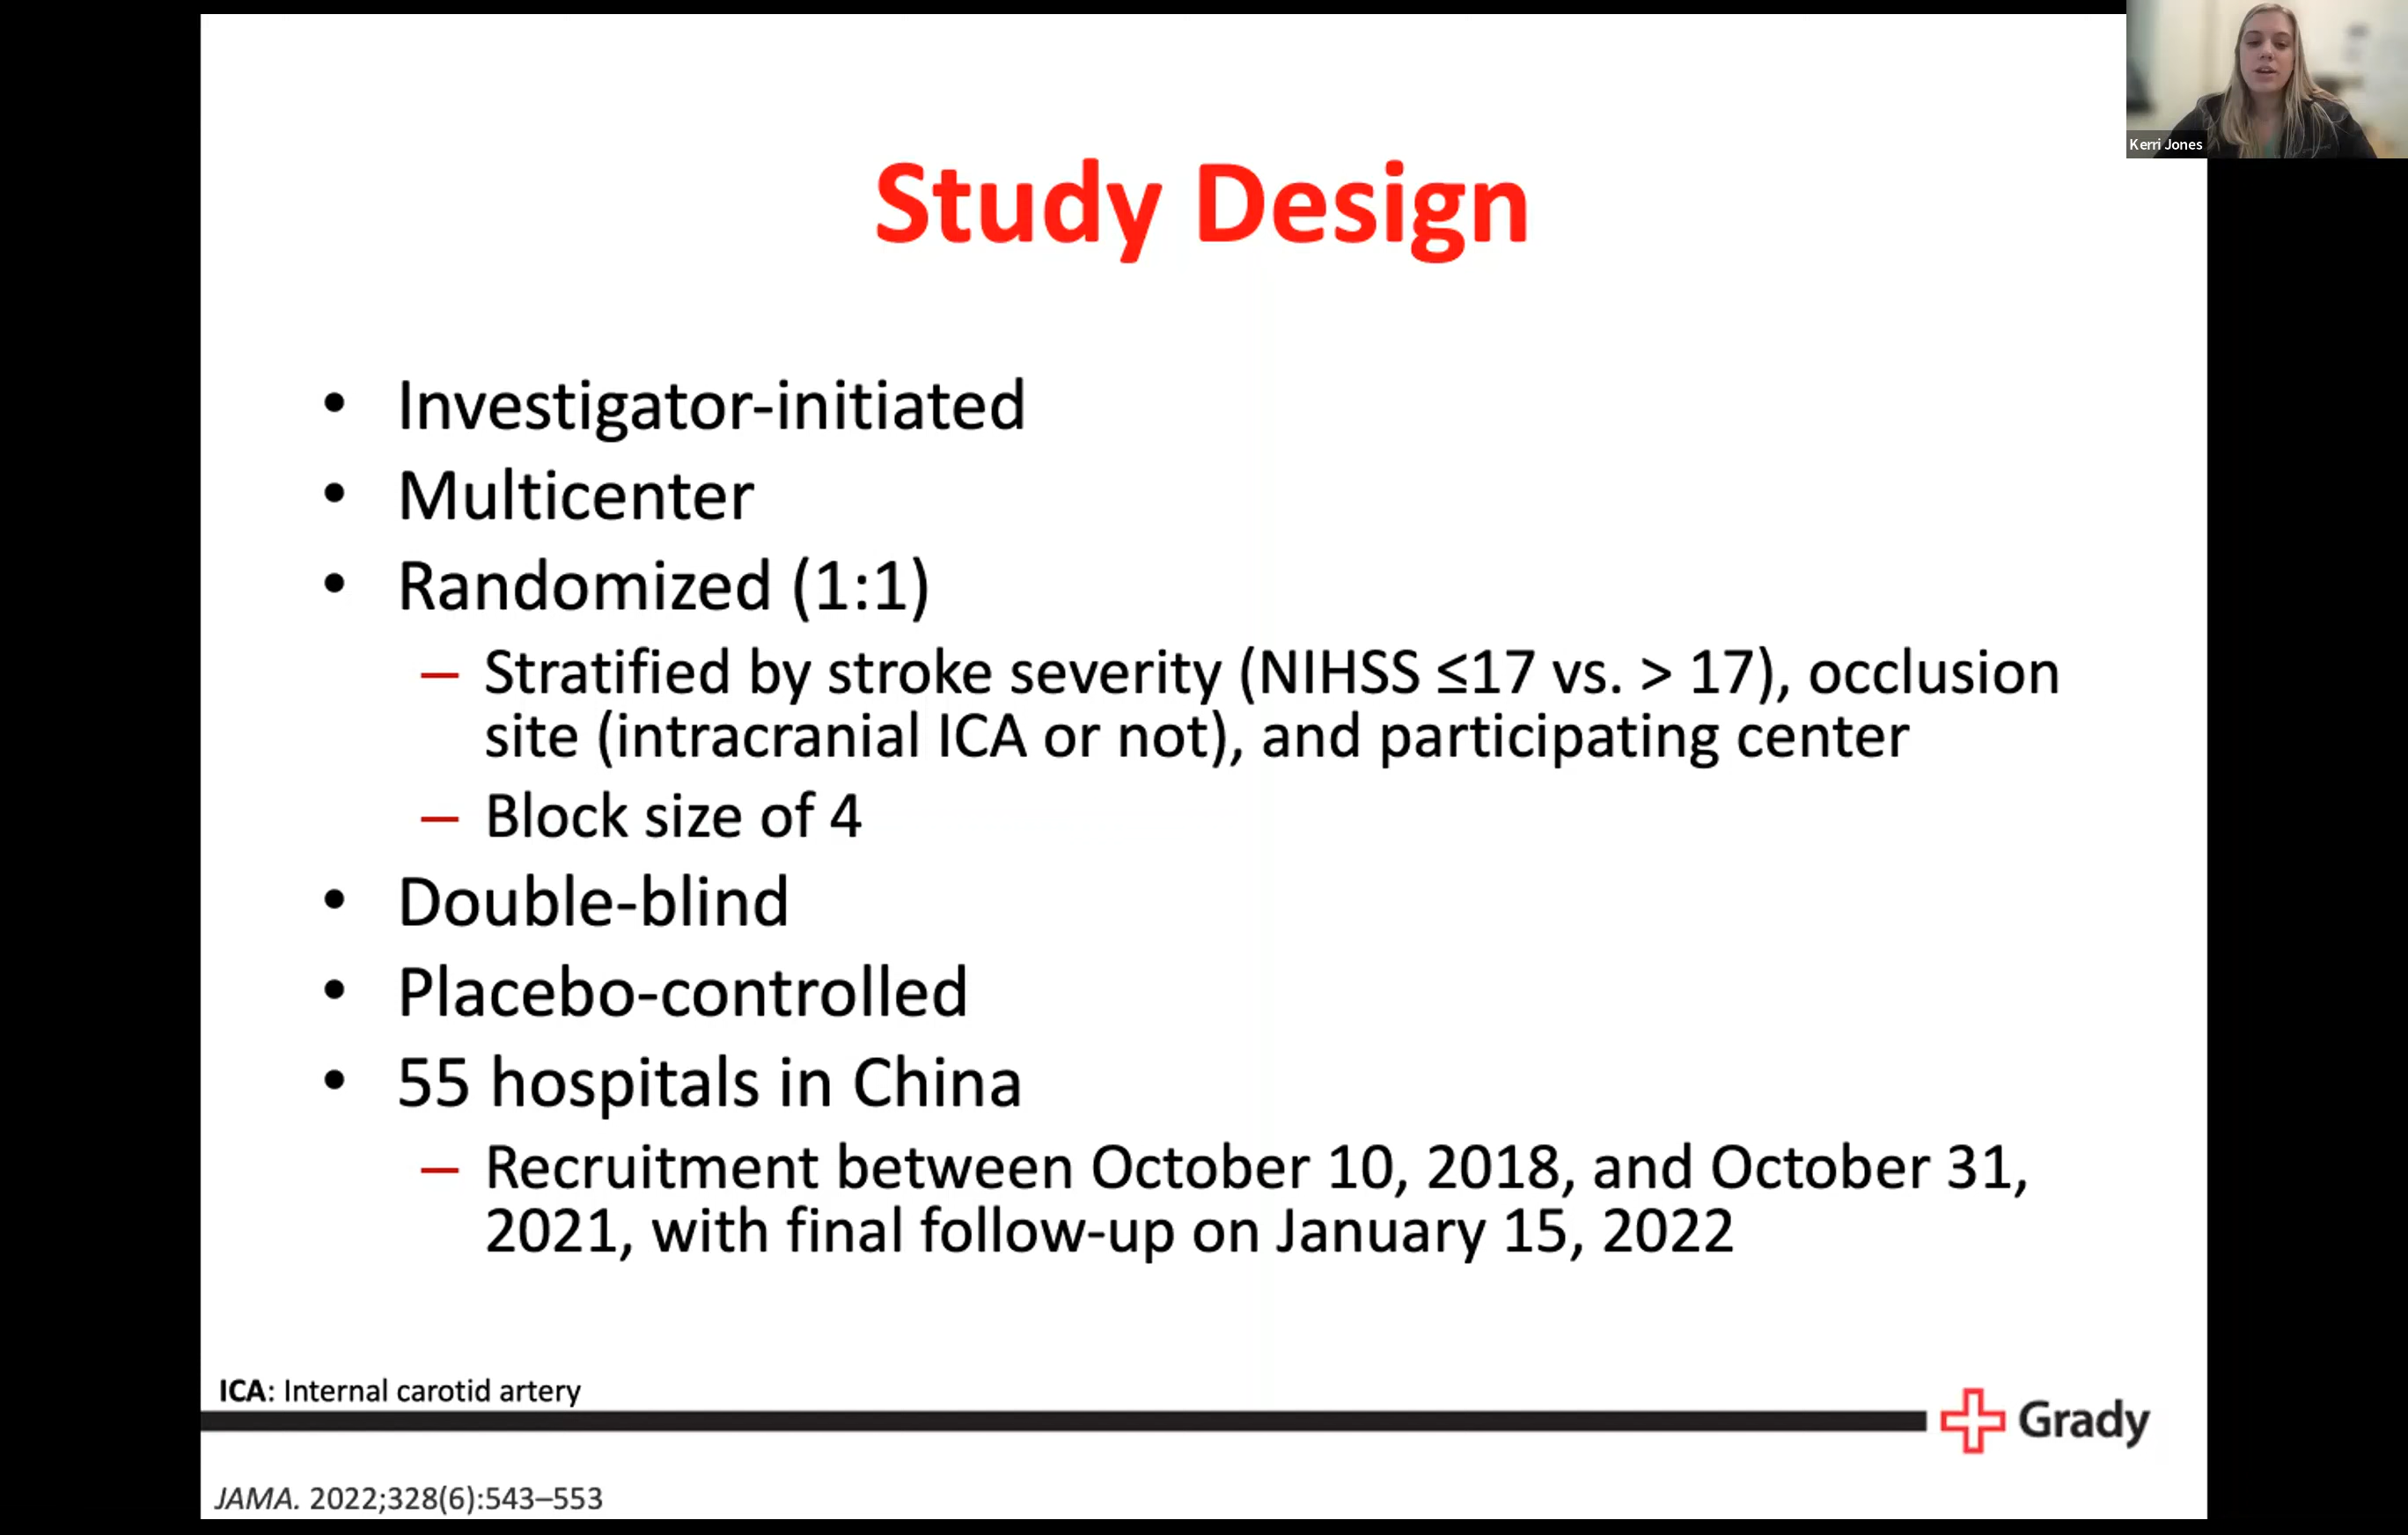 Kerri Jones
Study Design
• Investigator-initiated
• Multicenter
• Randomized (1:1)
– Stratified by stroke severity (NIHSS ≤17 vs. > 17), occlusion
site (intracranial ICA or not), and participating center
– Block size of 4
• Double-blind
• Placebo-controlled
• 55 hospitals in China
– Recruitment between October 10, 2018, and October 31,
2021, with final follow-up on January 15, 2022
ICA: Internal carotid artery
Grady
JAMA. 2022;328(6):543–553